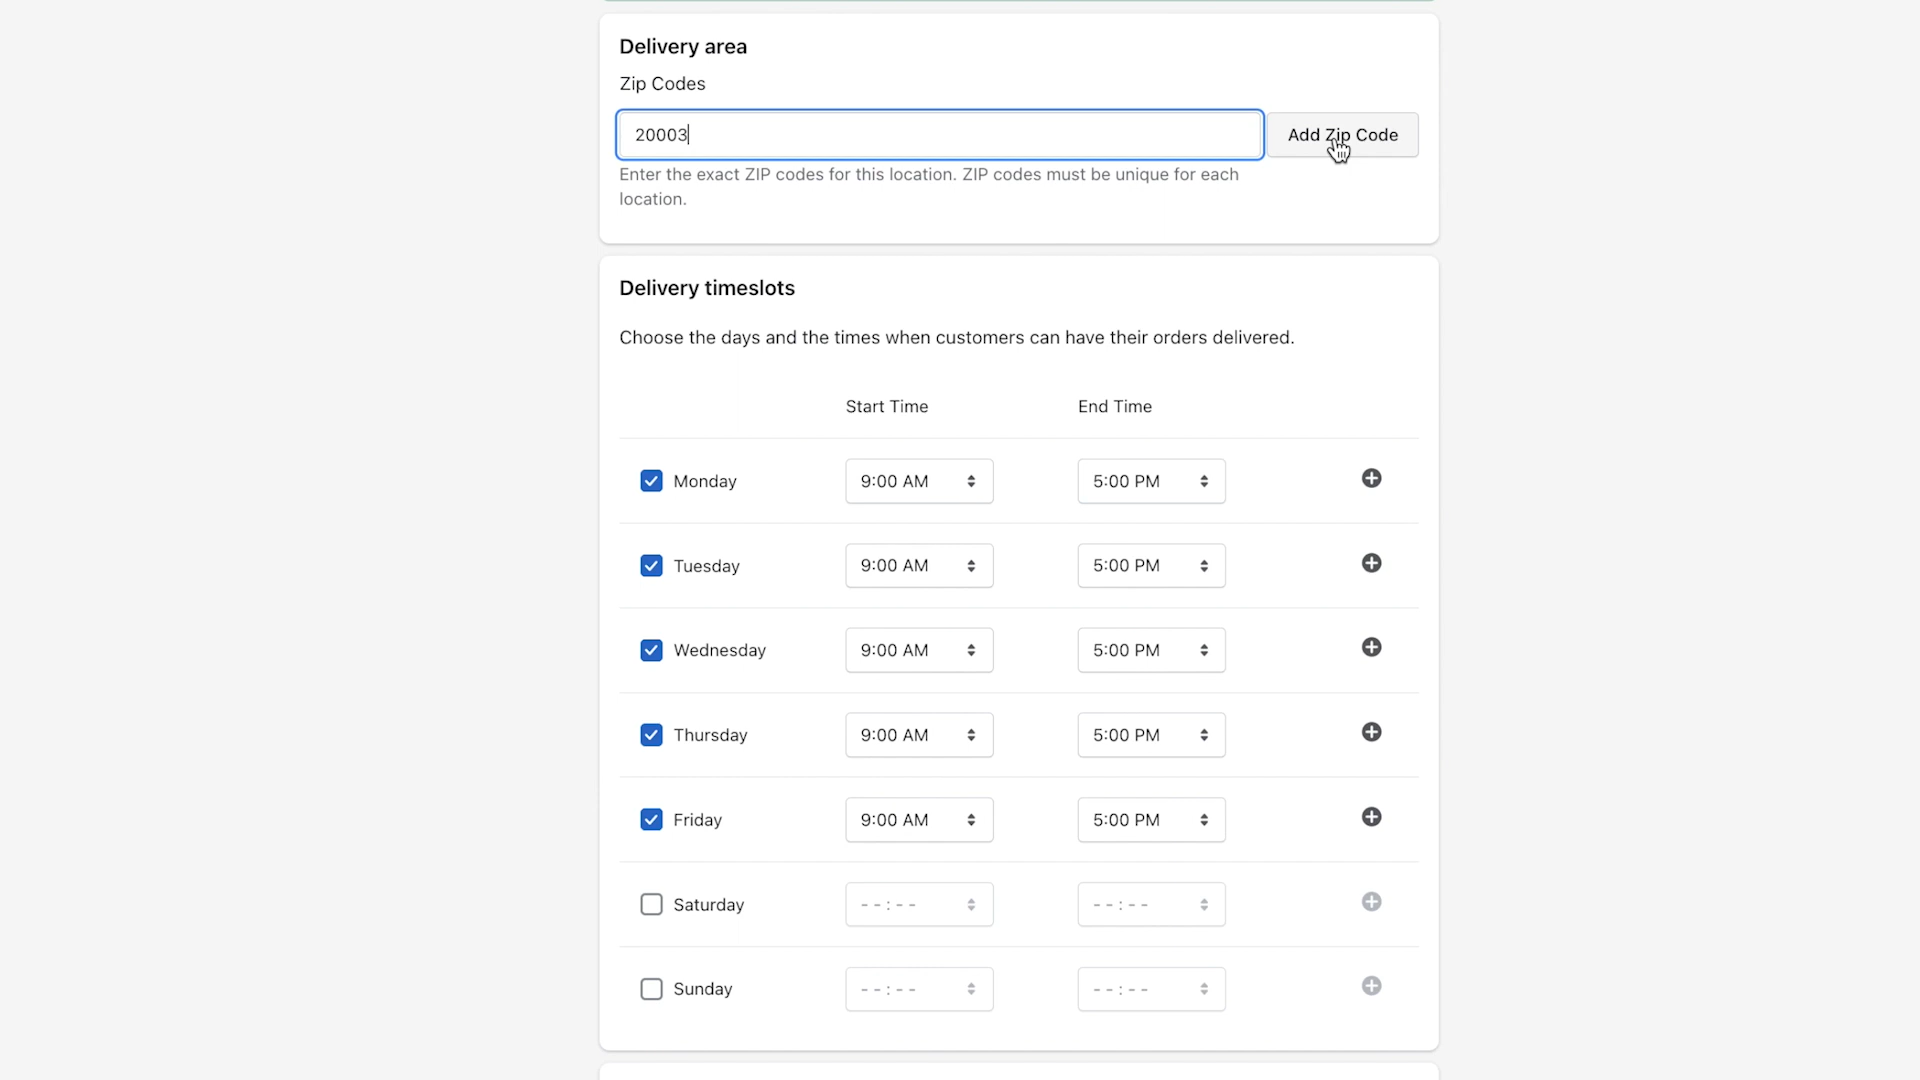 Delivery area
Zip Codes
20003
Add Zip Code
Enter the exact ZIP codes for this location. ZIP codes must be unique for each
location.
Delivery timeslots
Choose the days and the times when customers can have their orders delivered.
Start Time End Time
Monday 9:00 AM 5:00 PM
Tuesday 9:00 AM 5:00 PM
Wednesday 9:00 AM 5:00 PM
Thursday 9:00 AM 5:00 PM
Friday 9:00 AM 5:00 PM
Saturday --:-- --:--
Sunday --:-- --:--